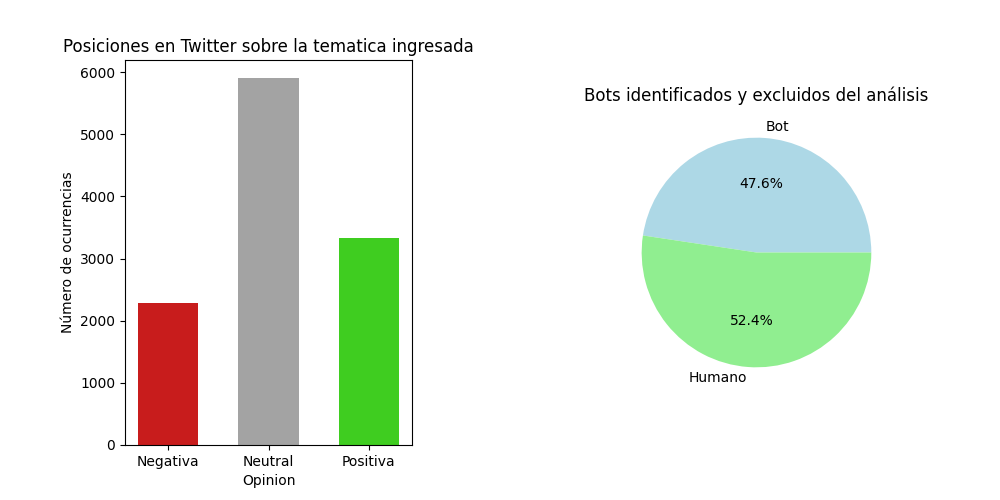 Posiciones en Twitter sobre la tematica ingresada
Número de ocurrencias
6000
5000
4000
3000
2000
1000
0
Negativa
Neutral
Positiva
Opinion
Bots identificados y excluidos del análisis
Bot
47.6%
52.4%
Humano